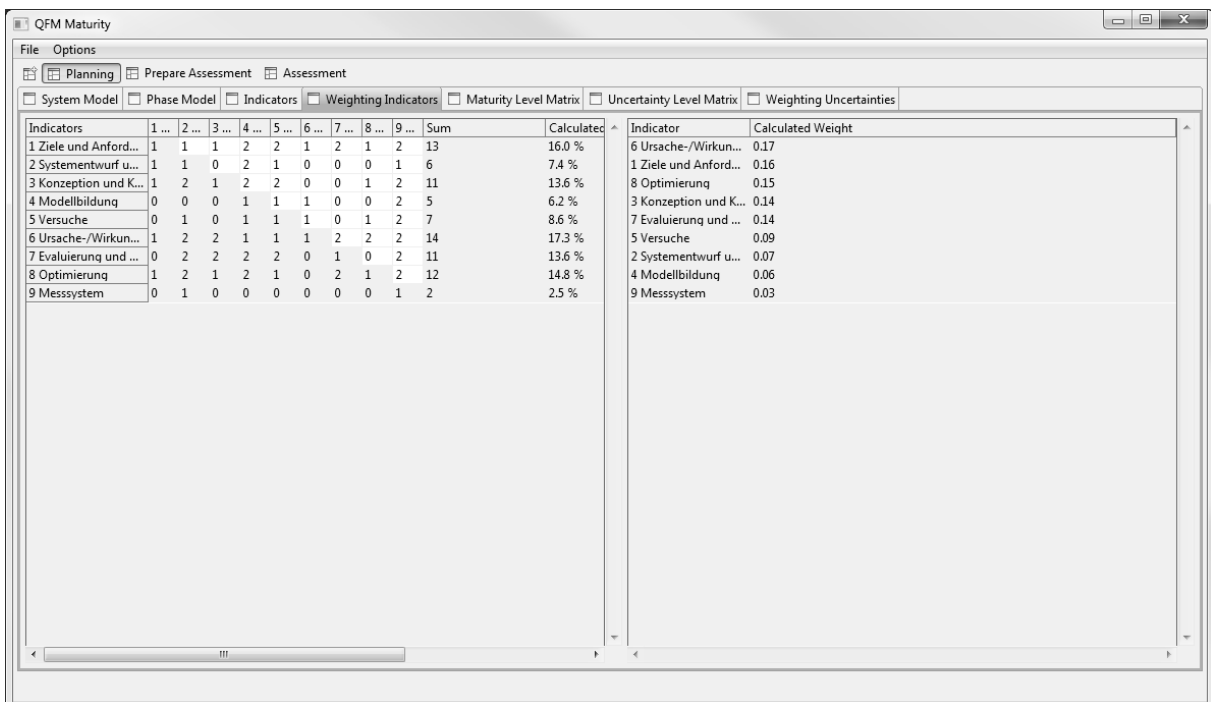 QFM Maturity
File Options
Planning Prepare Assessment Assessment
System Model Phase Model Indicators Weighting Indicators Maturity Level Matrix Uncertainty Level Matrix Weighting Uncertainties
Indicators 1 ... 2 ... 3 ... 4 ... 5 ... 6 ... 7 ... 8 ... 9 ... Sum Calculated Indicator Calculated Weight
1 Ziele und Anford... 1 1 1 2 2 1 2 1 2 13 16.0 % 6 Ursache-/Wirkun... 0.17
2 Systementwurf u... 1 1 0 2 1 0 0 0 1 6 7.4 % 1 Ziele und Anford... 0.16
3 Konzeption und K... 1 2 1 2 2 0 0 1 2 11 13.6 % 8 Optimierung 0.15
4 Modellbildung 0 0 0 1 1 1 0 0 2 5 6.2 % 3 Konzeption und K... 0.14
5 Versuche 0 1 0 1 1 1 0 1 2 7 8.6 % 7 Evaluierung und ... 0.14
6 Ursache-/Wirkun... 1 2 2 1 1 1 2 2 2 14 17.3 % 5 Versuche 0.09
7 Evaluierung und ... 0 2 2 2 2 0 1 0 2 11 13.6 % 2 Systementwurf u... 0.07
8 Optimierung 1 2 1 2 1 0 2 1 2 12 14.8 % 4 Modellbildung 0.06
9 Messsystem 0 1 0 0 0 0 0 0 1 2 2.5 % 9 Messsystem 0.03